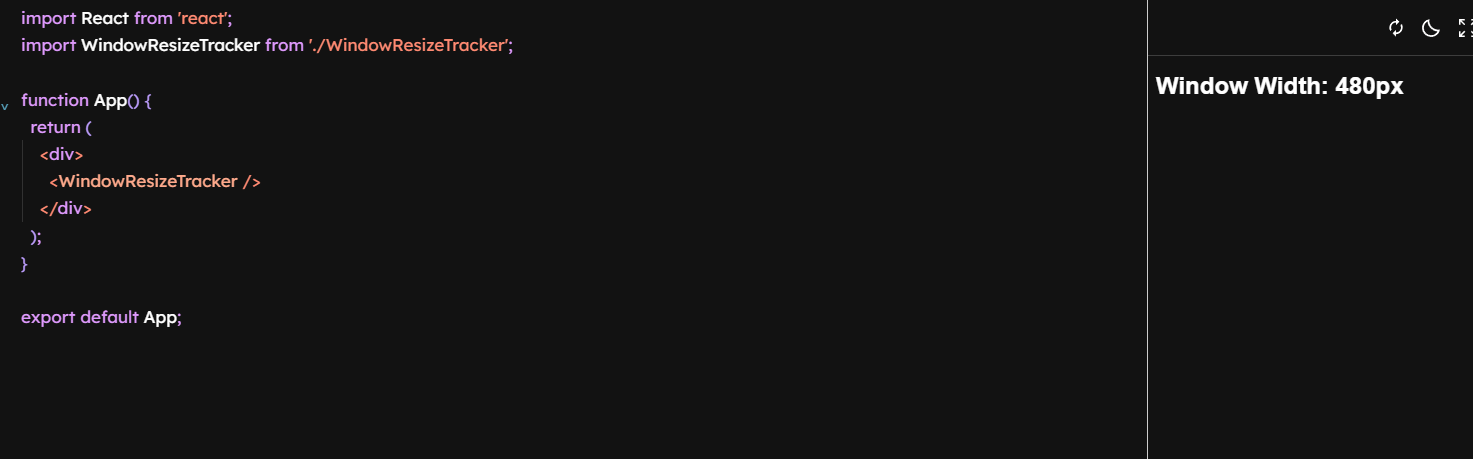 import React from 'react';
import WindowResizeTracker from './WindowResizeTracker';
function App() {
return (
<div>
<WindowResizeTracker />
</div>
);
}
export default App;
Window Width: 480px